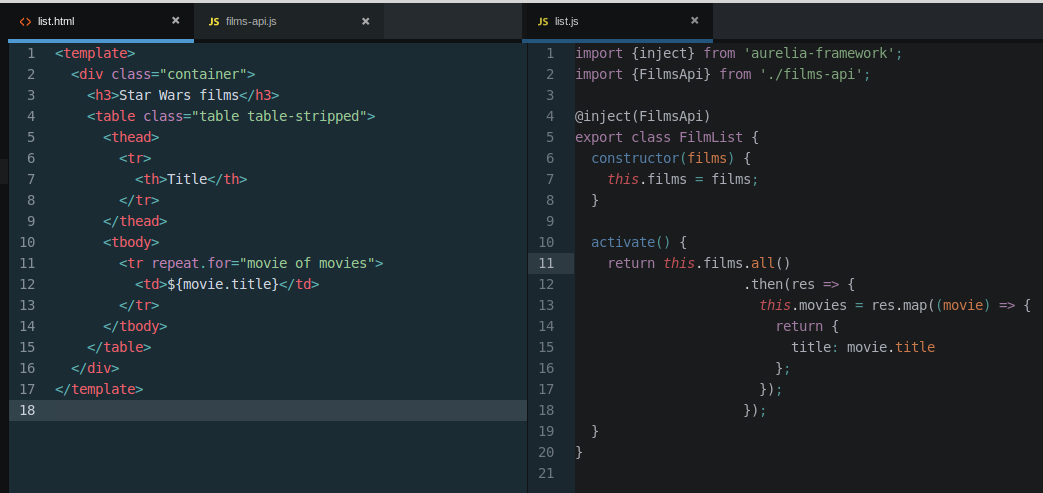 list.html
films-api.js
1 <template>
2   <div class="container">
3     <h3>Star Wars films</h3>
4     <table class="table table-stripped">
5       <thead>
6         <tr>
7           <th>Title</th>
8         </tr>
9       </thead>
10       <tbody>
11         <tr repeat.for="movie of movies">
12           <td>${movie.title}</td>
13         </tr>
14       </tbody>
15     </table>
16   </div>
17 </template>
18
JS list.js
1 import {inject} from 'aurelia-framework';
2 import {FilmsApi} from './films-api';
3
4 @inject(FilmsApi)
5 export class FilmList {
6   constructor(films) {
7     this.films = films;
8   }
9
10   activate() {
11     return this.films.all()
12                      .then(res => {
13                        this.movies = res.map((movie) => {
14                          return {
15                            title: movie.title
16                          };
17                        });
18                      });
19   }
20 }
21